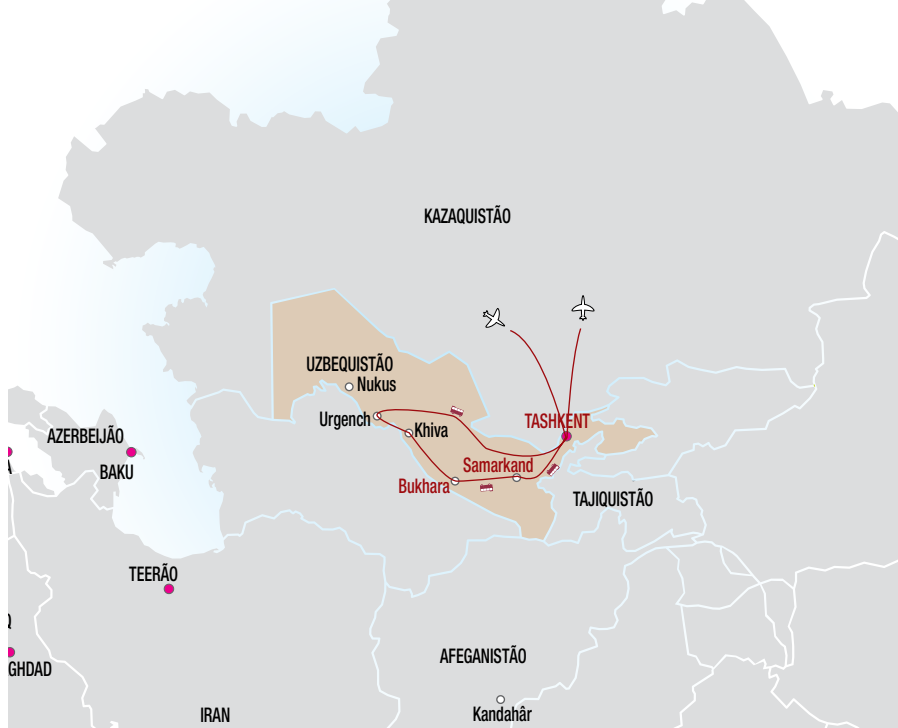 KAZAQUISTÃO
UZBEQUISTÃO
Nukus
Urgench
Khiva
TASHKENT
AZERBEIJÃO
BAKU
Samarkand
Bukhara
TAJIQUISTÃO
TEERÃO
GHDAD
AFEGANISTÃO
IRAN
Kandahâr